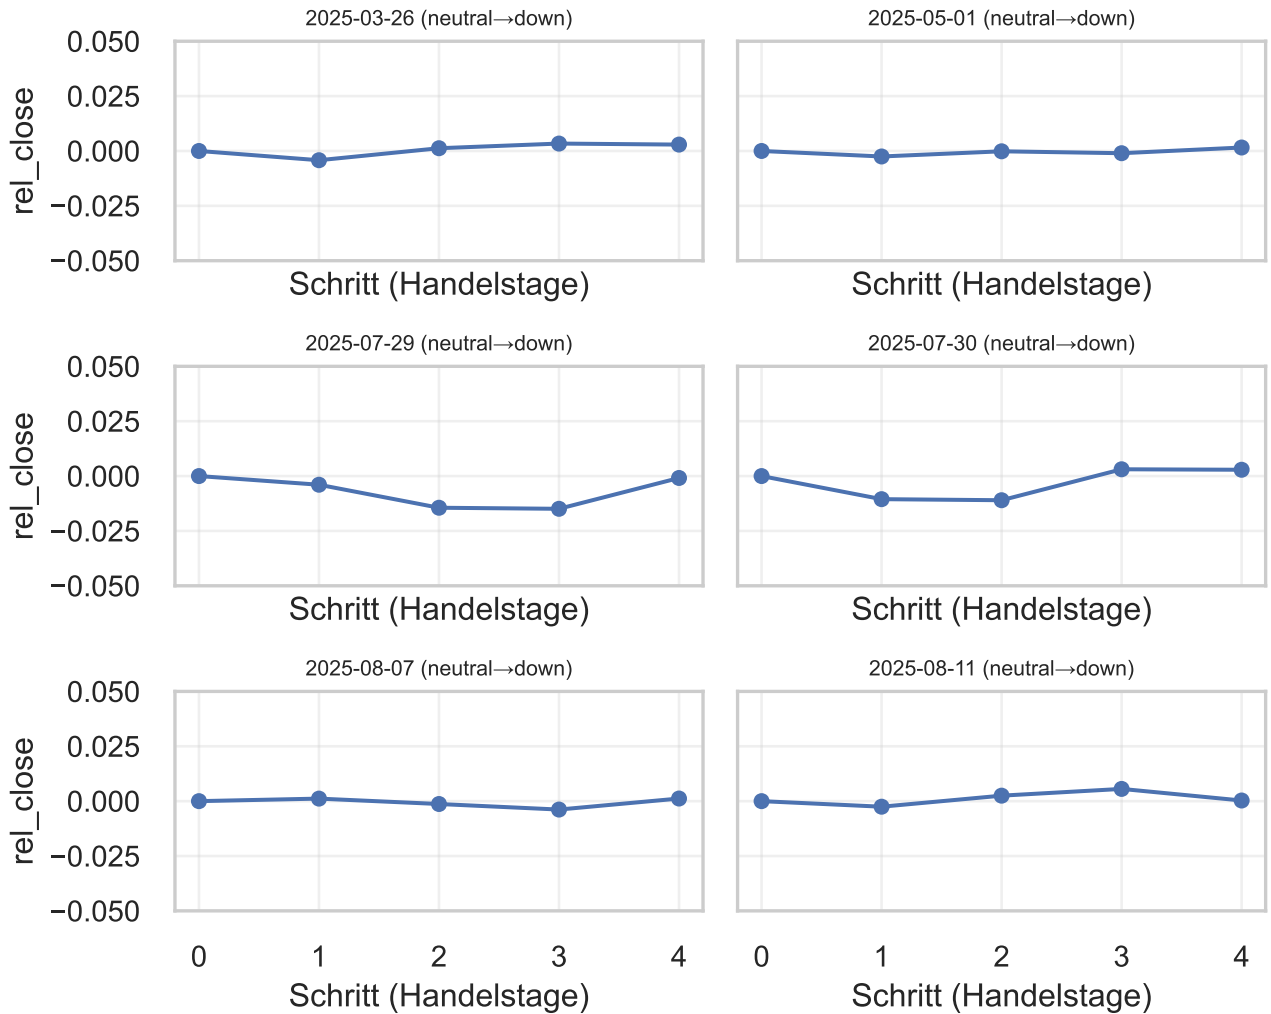 2025-03-26 (neutral→down)
0.050
0.025
0.000
−0.025
−0.050
rel_close
Schritt (Handelstage)
2025-05-01 (neutral→down)
Schritt (Handelstage)
2025-07-29 (neutral→down)
0.050
0.025
0.000
−0.025
−0.050
rel_close
Schritt (Handelstage)
2025-07-30 (neutral→down)
Schritt (Handelstage)
2025-08-07 (neutral→down)
0.050
0.025
0.000
−0.025
−0.050
rel_close
0 1 2 3 4
Schritt (Handelstage)
2025-08-11 (neutral→down)
0 1 2 3 4
Schritt (Handelstage)